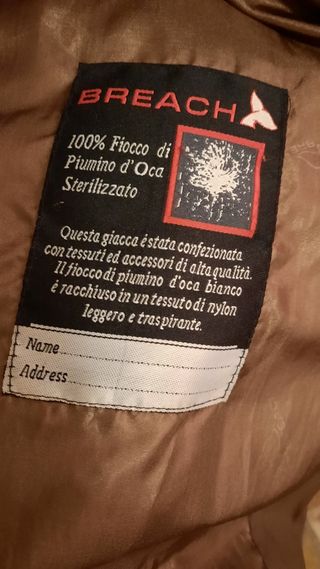 BREACH
100% Fiocco di
Piumino d'Oca
Sterilizzato
Questa giacca è stata confezionata
con tessuti ed accessori di alta qualità.
Il fiocco di piumino d'oca bianco
é racchiuso in un tessuto di nylon
leggero e traspirante.
Name
Address